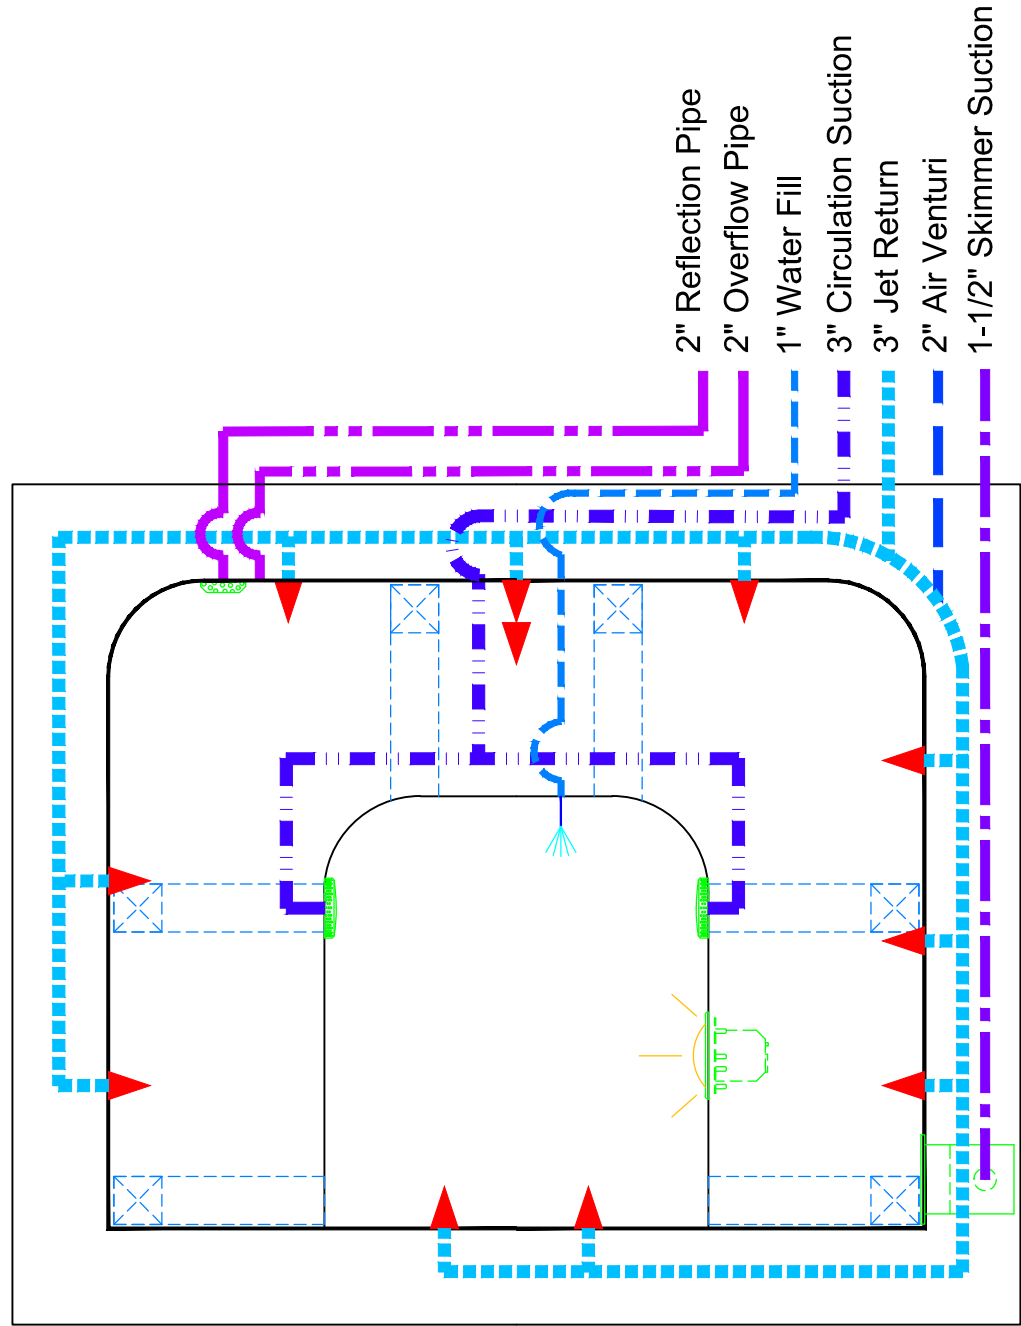 2" Reflection Pipe
2" Overflow Pipe
1" Water Fill
3" Circulation Suction
3" Jet Return
2" Air Venturi
1-1/2" Skimmer Suction